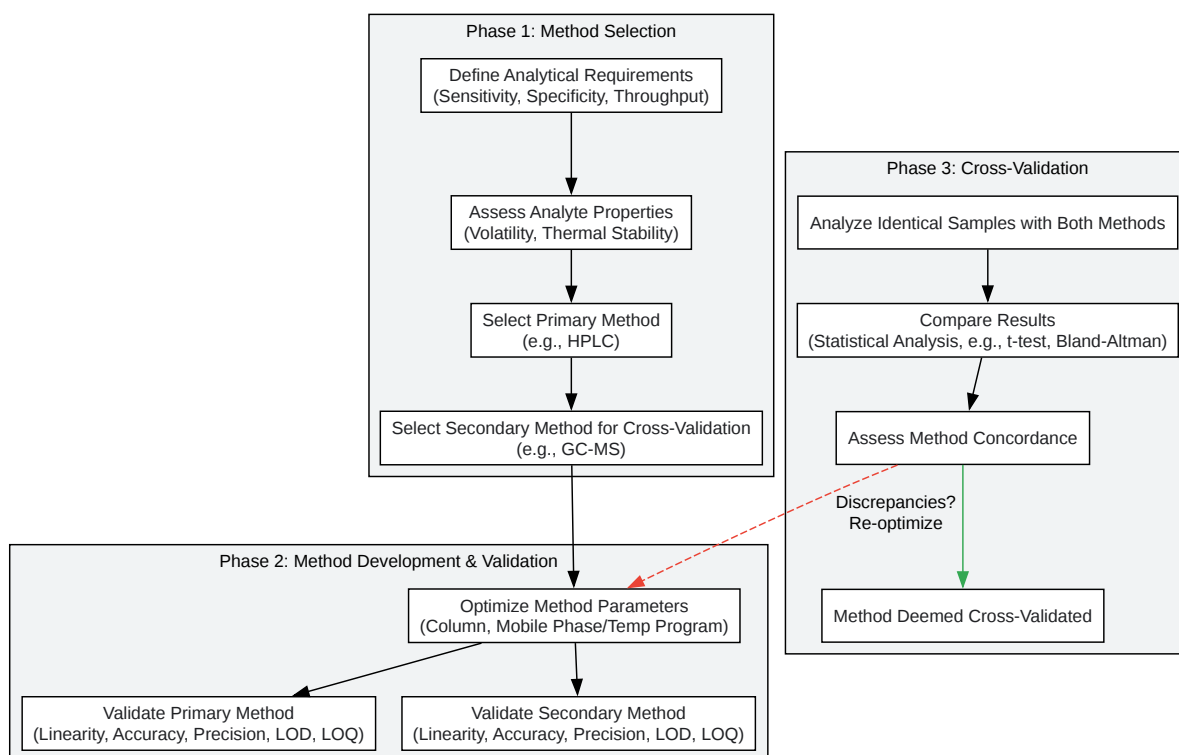 Phase 1: Method Selection
Define Analytical Requirements
(Sensitivity, Specificity, Throughput)
Assess Analyte Properties
(Volatility, Thermal Stability)
Select Primary Method
(e.g., HPLC)
Select Secondary Method for Cross-Validation
(e.g., GC-MS)
Phase 2: Method Development & Validation
Optimize Method Parameters
(Column, Mobile Phase/Temp Program)
Validate Primary Method
(Linearity, Accuracy, Precision, LOD, LOQ)
Validate Secondary Method
(Linearity, Accuracy, Precision, LOD, LOQ)
Phase 3: Cross-Validation
Analyze Identical Samples with Both Methods
Compare Results
(Statistical Analysis, e.g., t-test, Bland-Altman)
Assess Method Concordance
Discrepancies?
Re-optimize
Method Deemed Cross-Validated